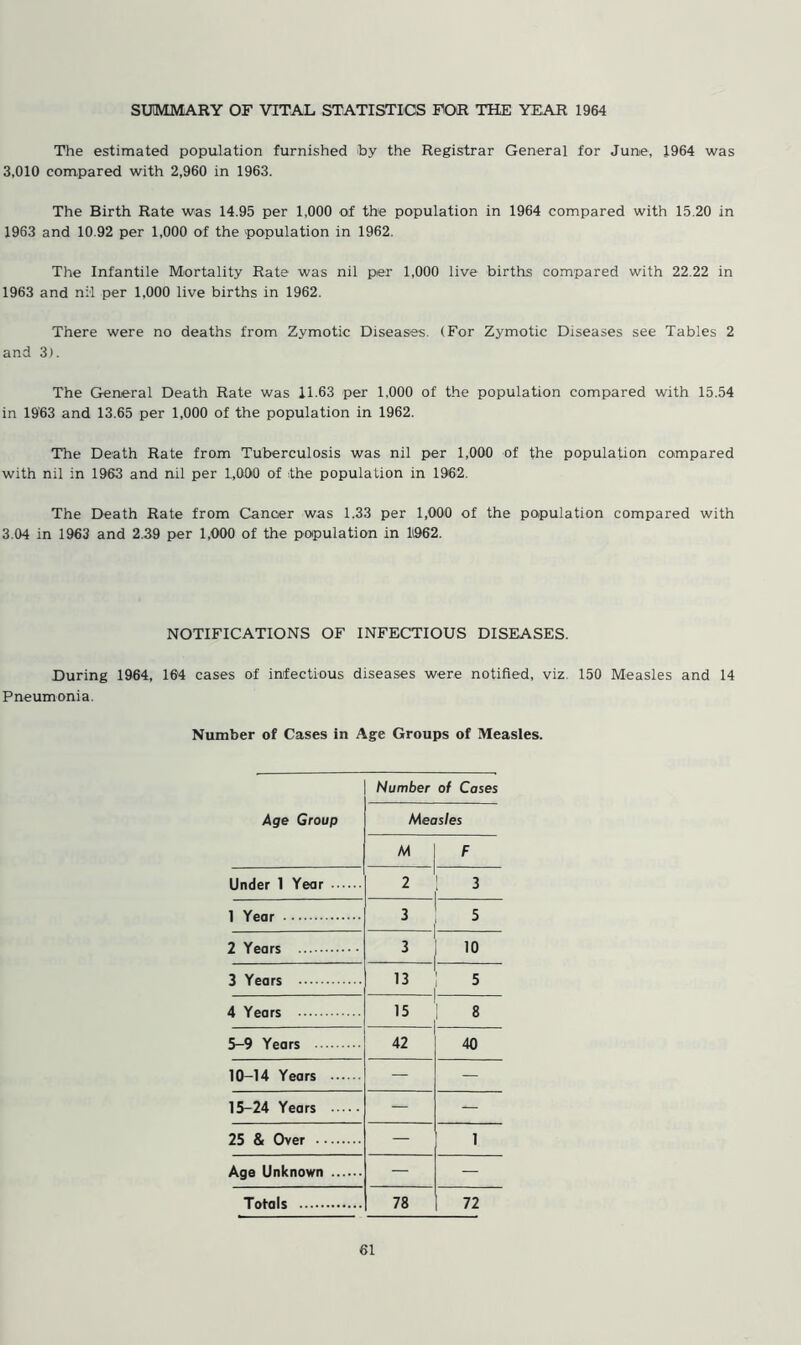 SUMMARY OF VITAL STATISTICS FOR THE YEAR 1964
The estimated population furnished by the Registrar General for June, 1964 was
3,010 compared with 2,960 in 1963.
The Birth Rate was 14.95 per 1,000 of the population in 1964 compared with 15.20 in
1963 and 10.92 per 1,000 of the population in 1962.
The Infantile Mortality Rate was nil per 1,000 live births compared with 22.22 in
1963 and nil per 1,000 live births in 1962.
There were no deaths from Zymotic Diseases. (For Zymotic Diseases see Tables 2
and 3).
The General Death Rate was 11.63 per 1,000 of the population compared with 15.54
in 1963 and 13.65 per 1,000 of the population in 1962.
The Death Rate from Tuberculosis was nil per 1,000 of the population compared
with nil in 1963 and nil per 1,000 of the population in 1962.
The Death Rate from Cancer was 1.33 per 1,000 of the population compared with
3.04 in 1963 and 2.39 per 1,000 of the population in 1962.
NOTIFICATIONS OF INFECTIOUS DISEASES.
During 1964, 164 cases of infectious diseases were notified, viz. 150 Measles and 14
Pneumonia.
Number of Cases in Age Groups of Measles.
Number of Cases
Age Group Measles
M F
Under 1 Year ...... 2 3
1 Year .............. 3 5
2 Years ........... 3 10
3 Years ............ 13 5
4 Years ............ 15 8
5-9 Years ......... 42 40
10-14 Years ...... — —
15-24 Years ..... — —
25 & Over ........ — 1
Age Unknown ...... — —
Totals ............ 78 72
61